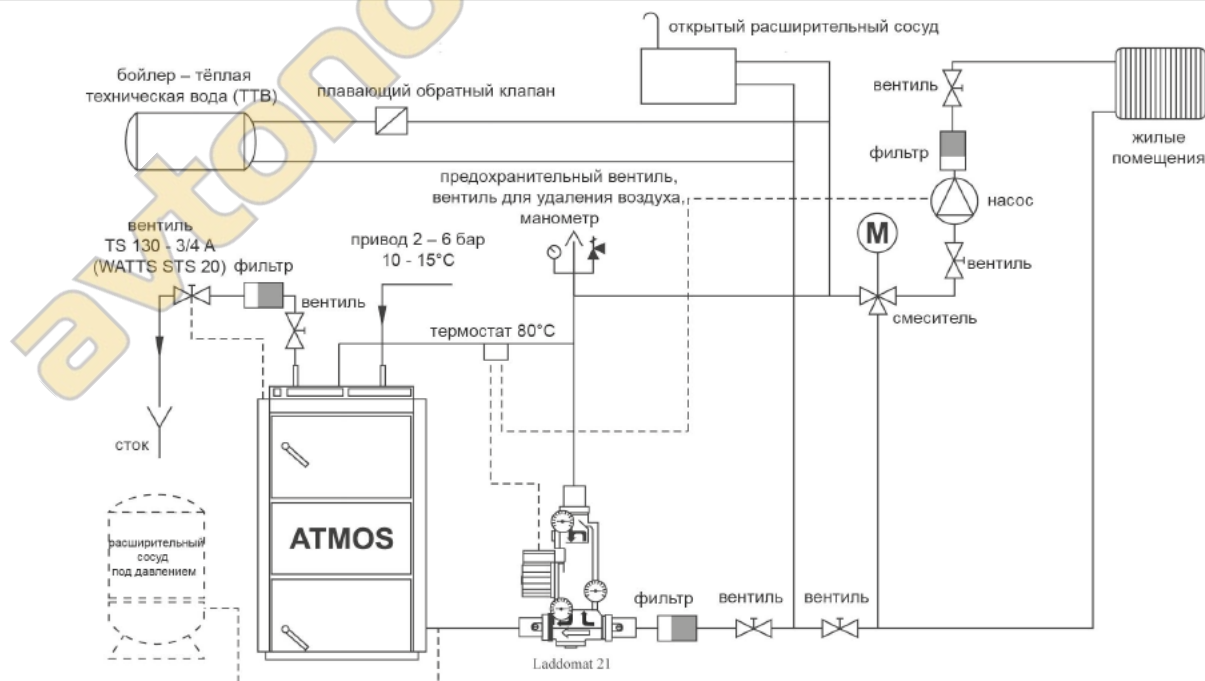 открытый расширительный сосуд
бойлер – тёплая
техническая вода (ТТВ)
плавающий обратный клапан
вентиль
фильтр
жилые
помещения
предохранительный вентиль,
вентиль для удаления воздуха,
манометр
насос
M
вентиль
смеситель
вентиль
TS 130 - 3/4 A
(WATTS STS 20)
фильтр
вентиль
привод 2 – 6 бар
10 - 15°C
термостат 80°C
сток
ATMOS
расширительный
сосуд
под давлением
фильтр
вентиль
вентиль
Laddomat 21
avtono